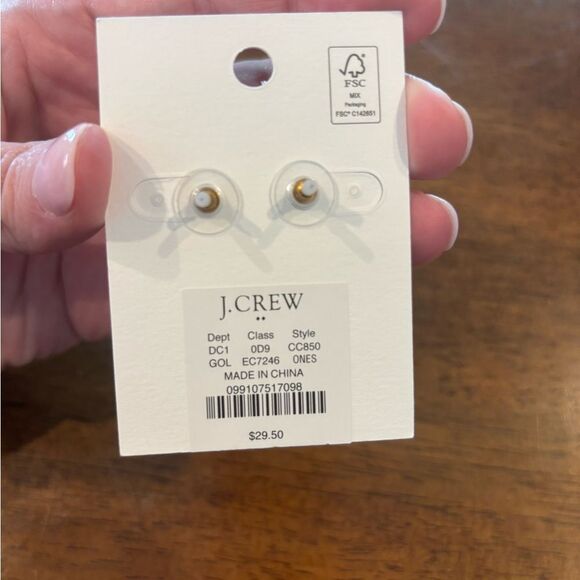 FSC
MIX
Packaging
FSC® C142651
J.CREW
Dept Class Style
DC1 0D9 CC850
GOL EC7246 ONES
MADE IN CHINA
099107517098
$29.50